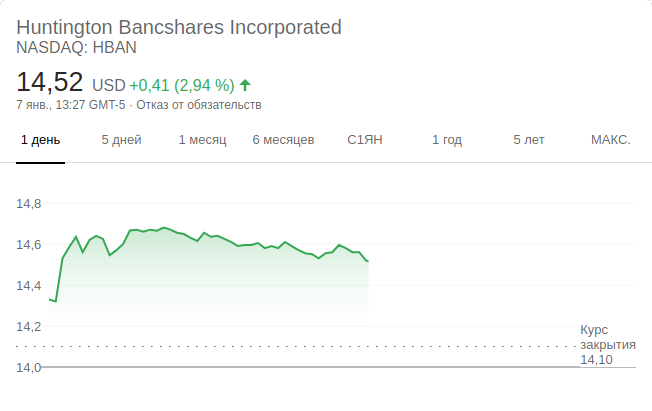 Huntington Bancshares Incorporated
NASDAQ: HBAN
14,52 USD +0,41 (2,94 %)
7 янв., 13:27 GMT-5 · Отказ от обязательств
1 день 5 дней 1 месяц 6 месяцев С1ЯН 1 год 5 лет МАКС.
14,8
14,6
14,4
14,2
14,0
Курс
закрытия
14,10